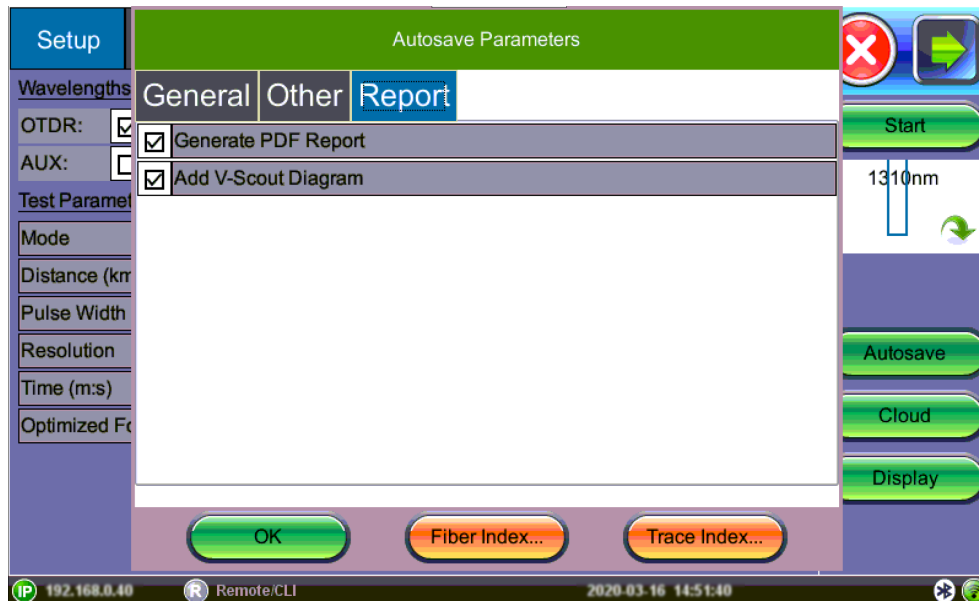 Setup
Autosave Parameters
Wavelengths
General Other Report
OTDR:
Generate PDF Report
Start
AUX:
Add V-Scout Diagram
1310nm
Test Paramet
Mode
Distance (km
Pulse Width
Resolution
Autosave
Time (m:s)
Optimized Fo
Cloud
Display
OK
Fiber Index...
Trace Index...
IP 192.168.0.40
R Remote/CLI
2020-03-16 14:51:40